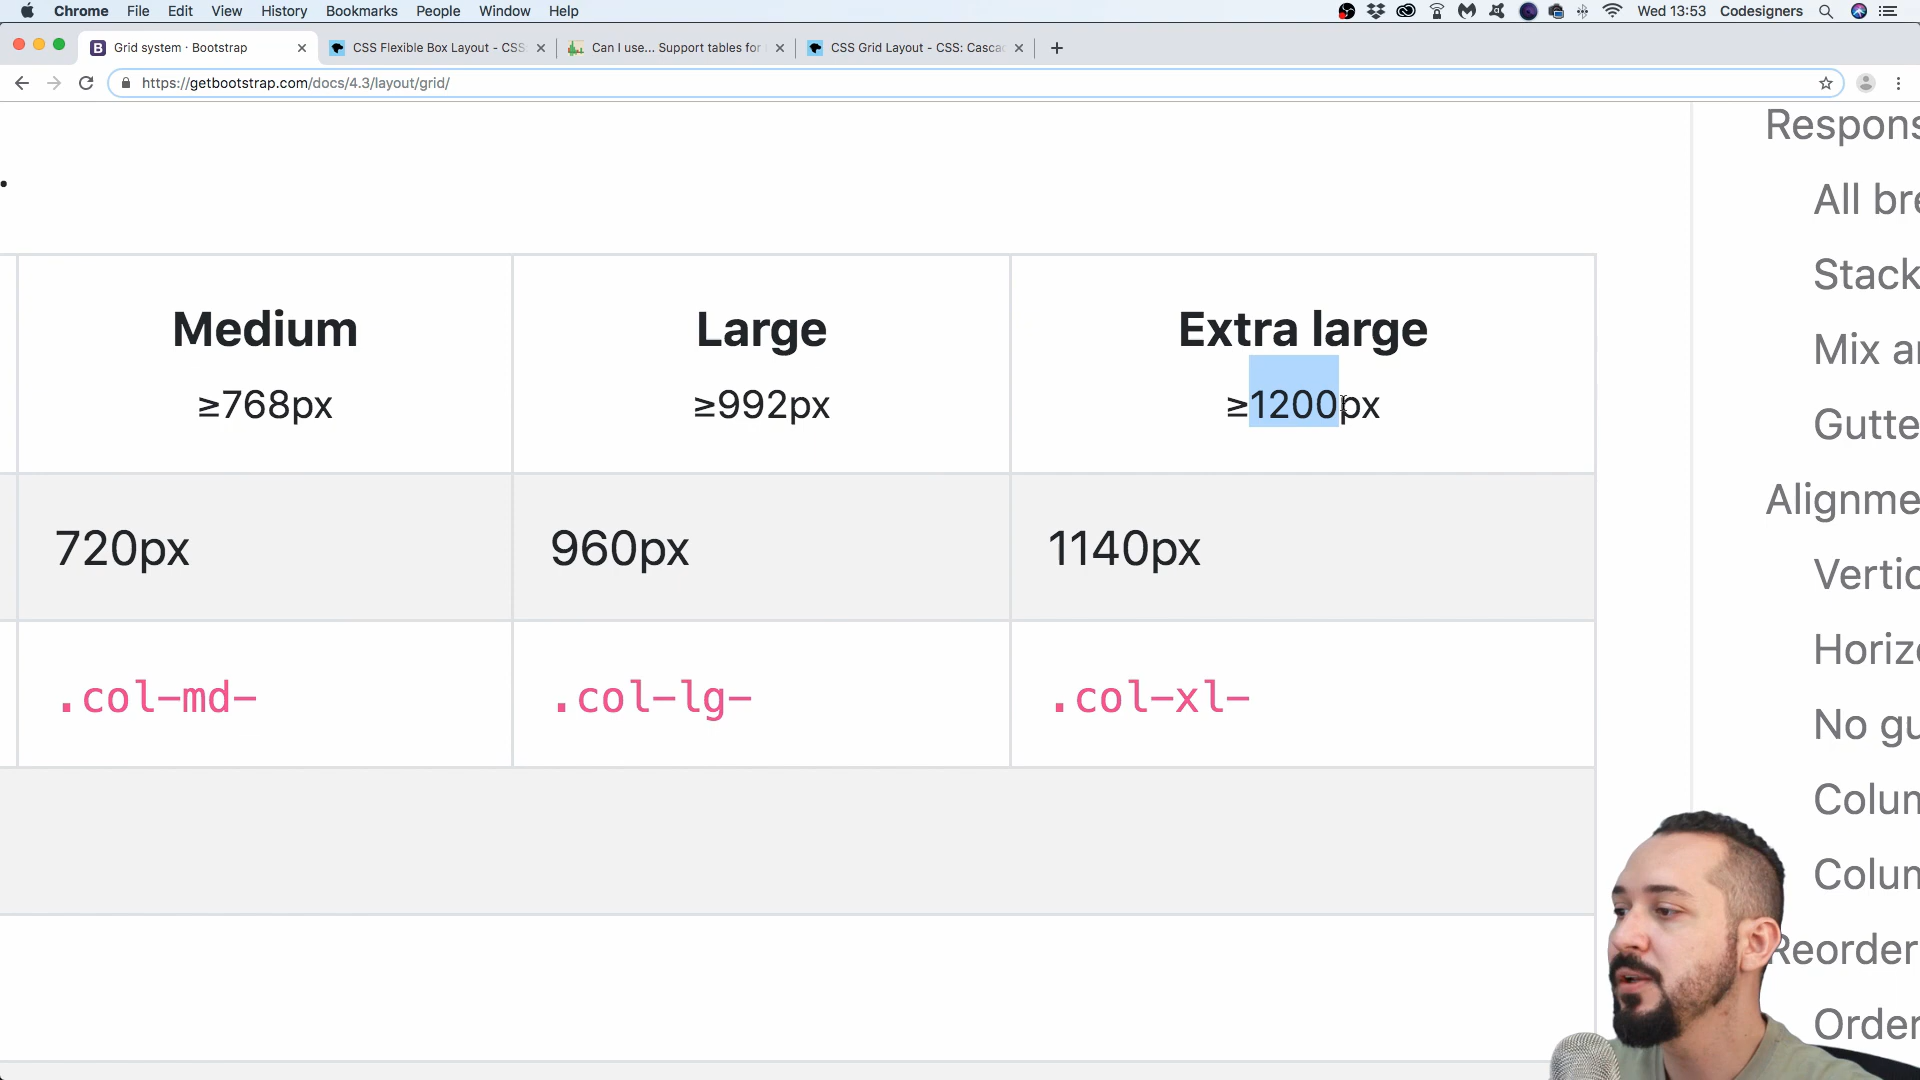 Chrome File Edit View History Bookmarks People Window Help Wed 13:53 Codesigners
Grid system · Bootstrap
CSS Flexible Box Layout - CSS
Can I use... Support tables for
CSS Grid Layout - CSS: Casca
https://getbootstrap.com/docs/4.3/layout/grid/
.
Medium Large Extra large
≥768px ≥992px ≥1200px
720px 960px 1140px
.col-md- .col-lg- .col-xl-
Respons
All bre
Stack
Mix a
Gutte
Alignme
Vertic
Horiz
No gu
Colum
Colum
Reorder
Order